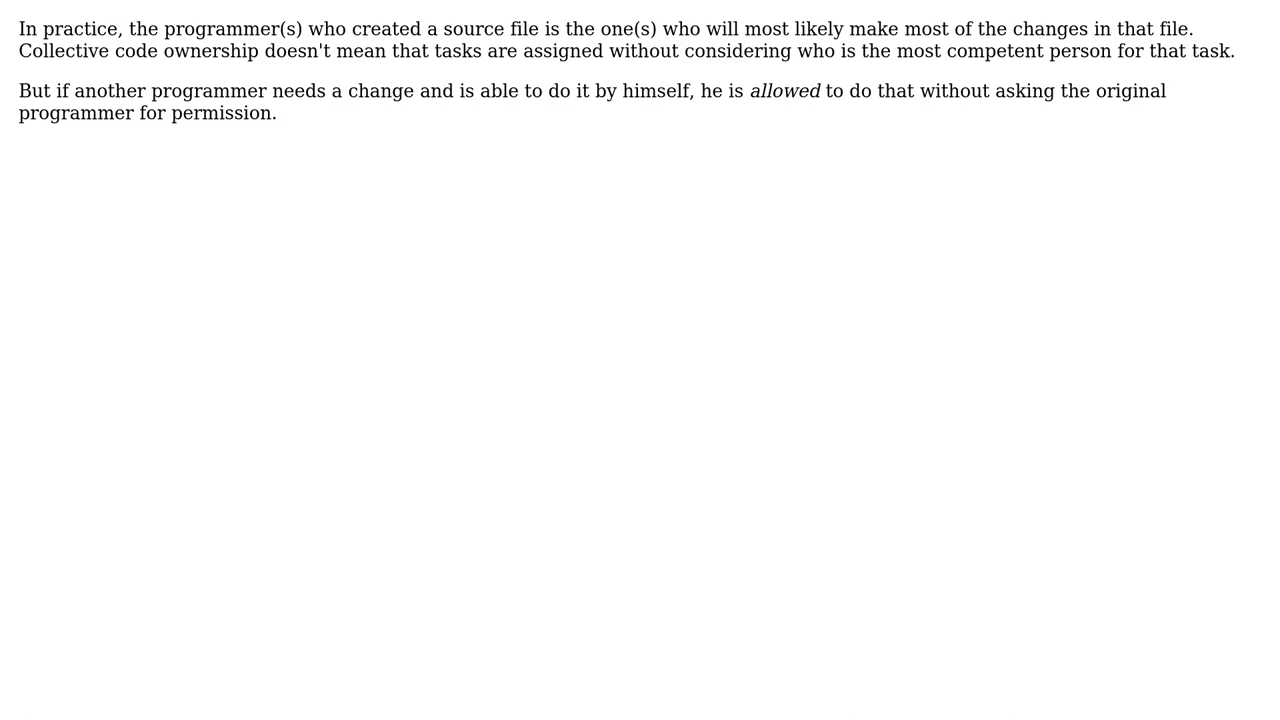 In practice, the programmer(s) who created a source file is the one(s) who will most likely make most of the changes in that file.
Collective code ownership doesn't mean that tasks are assigned without considering who is the most competent person for that task.
But if another programmer needs a change and is able to do it by himself, he is allowed to do that without asking the original
programmer for permission.